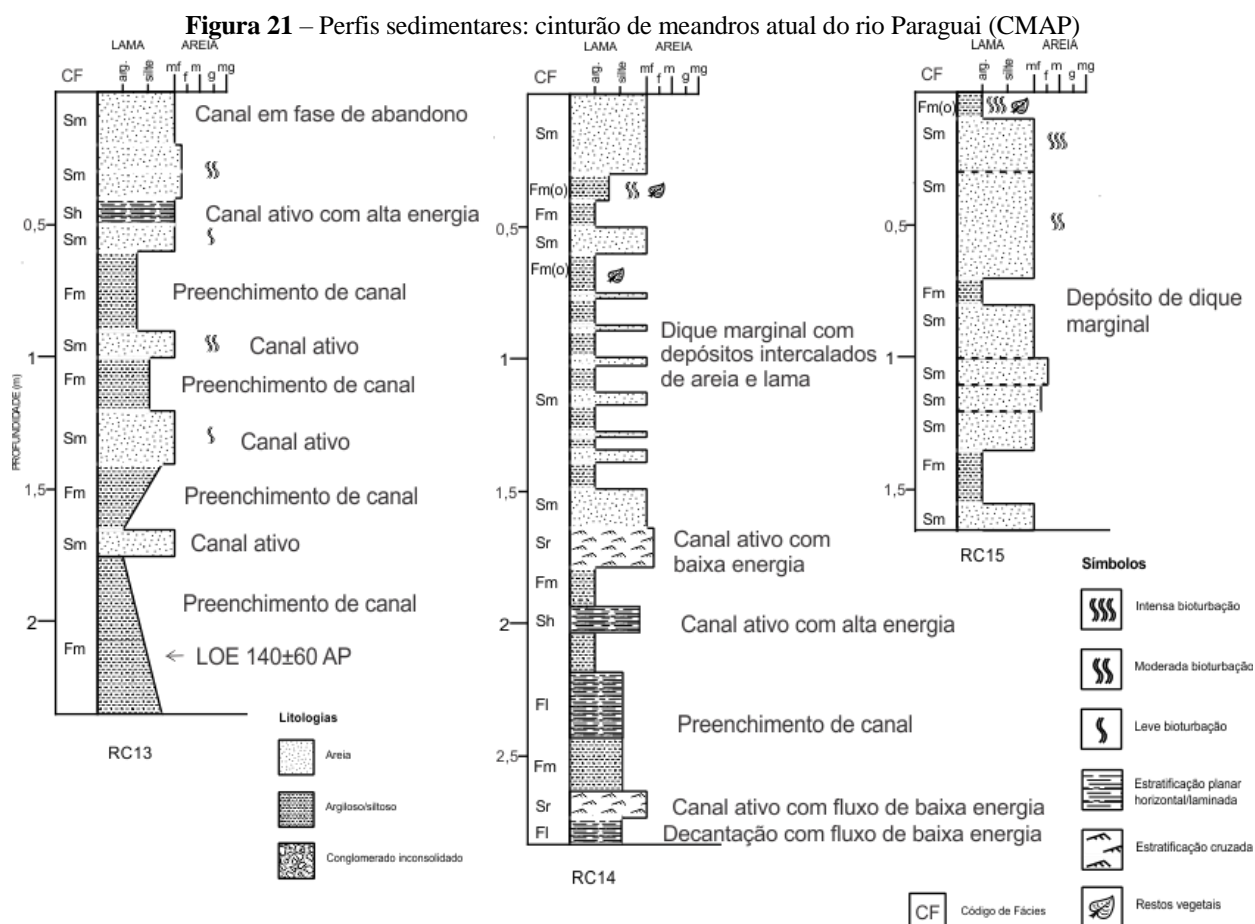 Figura 21 – Perfis sedimentares: cinturão de meandros atual do rio Paraguai (CMAP)
LAMA AREIA
CF arg. silte mf f m g mg
Sm Canal em fase de abandono
Sm
Sh Canal ativo com alta energia
0,5
Sm
Fm Preenchimento de canal
Sm Canal ativo
1
Fm Preenchimento de canal
PROFUNDIDADE (m)
Sm Canal ativo
Fm Preenchimento de canal
1,5
Sm Canal ativo
Preenchimento de canal
2
Fm
← LOE 140±60 AP
RC13
Litologias
Areia
Argiloso/siltoso
Conglomerado inconsolidado
LAMA AREIA
CF arg. silte mf f m g mg
Sm
Fm(o)
Fm
0,5
Sm
Fm(o)
Dique marginal com
depósitos intercalados
de areia e lama
1
Sm
1,5
Sm
Sr Canal ativo com
baixa energia
Fm
2
Sh Canal ativo com alta energia
Fl Preenchimento de canal
2,5
Fm
Sr Canal ativo com fluxo de baixa energia
Fl Decantação com fluxo de baixa energia
RC14
LAMA AREIA
CF arg. silte mf f m g mg
Fm(o)
Sm
Sm
0,5
Fm
Depósito de dique
marginal
Sm
1
Sm
Sm
Sm
Fm
1,5
Sm
RC15
Símbolos
Intensa bioturbação
Moderada bioturbação
Leve bioturbação
Estratificação planar
horizontal/laminada
Estratificação cruzada
Restos vegetais
CF Código de Fácies